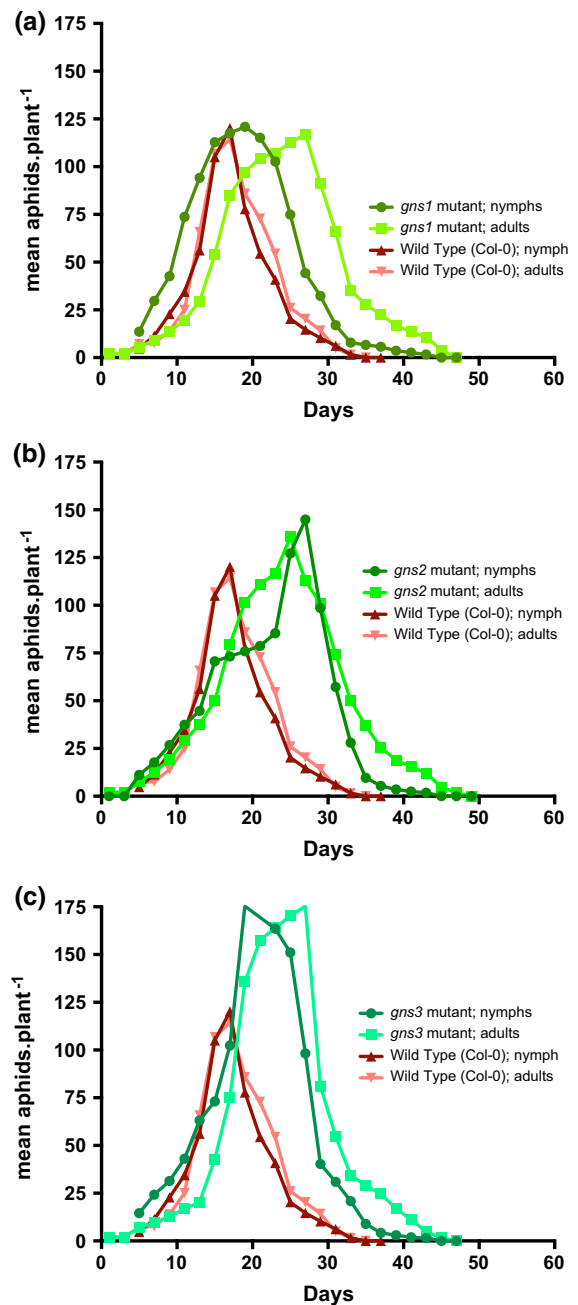 (a)
175
150
125
100
75
50
25
0
0 10 20 30 40 50 60
mean aphids.plant⁻¹
Days
gns1 mutant; nymphs
gns1 mutant; adults
Wild Type (Col-0); nymph
Wild Type (Col-0); adults
(b)
175
150
125
100
75
50
25
0
0 10 20 30 40 50 60
mean aphids.plant⁻¹
Days
gns2 mutant; nymphs
gns2 mutant; adults
Wild Type (Col-0); nymph
Wild Type (Col-0); adults
(c)
175
150
125
100
75
50
25
0
0 10 20 30 40 50 60
mean aphids.plant⁻¹
Days
gns3 mutant; nymphs
gns3 mutant; adults
Wild Type (Col-0); nymph
Wild Type (Col-0); adults